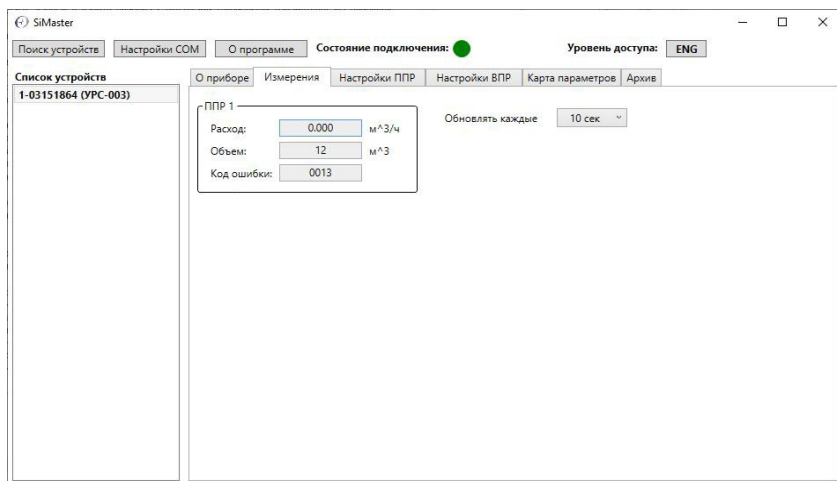 SiMaster
Поиск устройств Настройки COM О программе Состояние подключения: Уровень доступа: ENG
Список устройств
1-03151864 (УРС-003)
О приборе Измерения Настройки ППР Настройки ВПР Карта параметров Архив
ППР 1
Расход: 0.000 м^3/ч
Обновлять каждые 10 сек
Объем: 12 м^3
Код ошибки: 0013